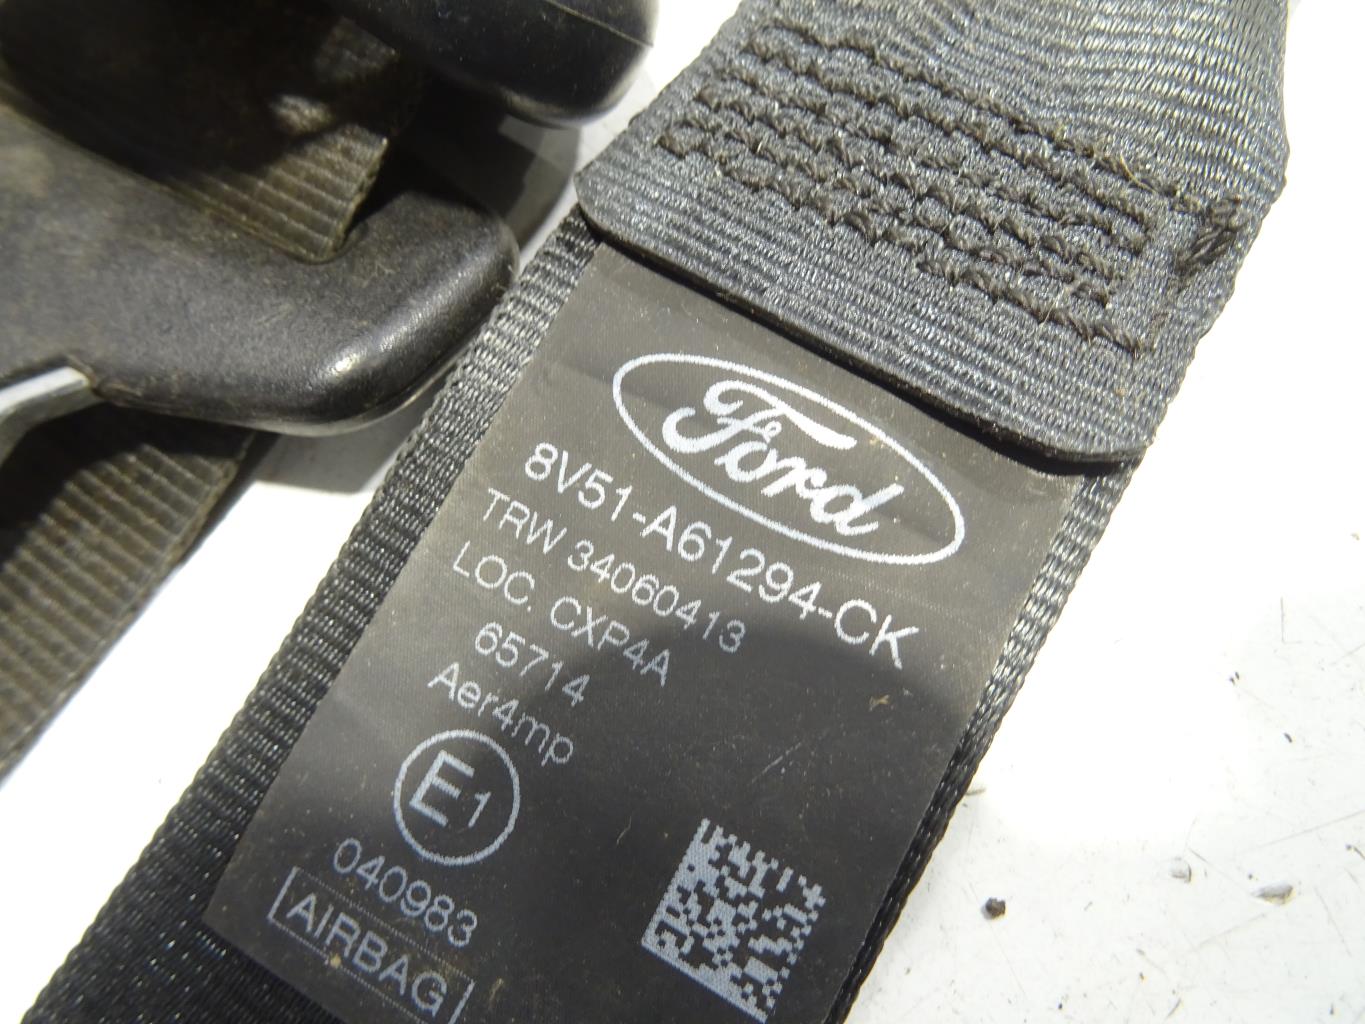 Ford
8V51-A61294-CK
TRW 34060413
LOC. CXP4A
65714
Aer4mp
E1
040983
AIRBAG